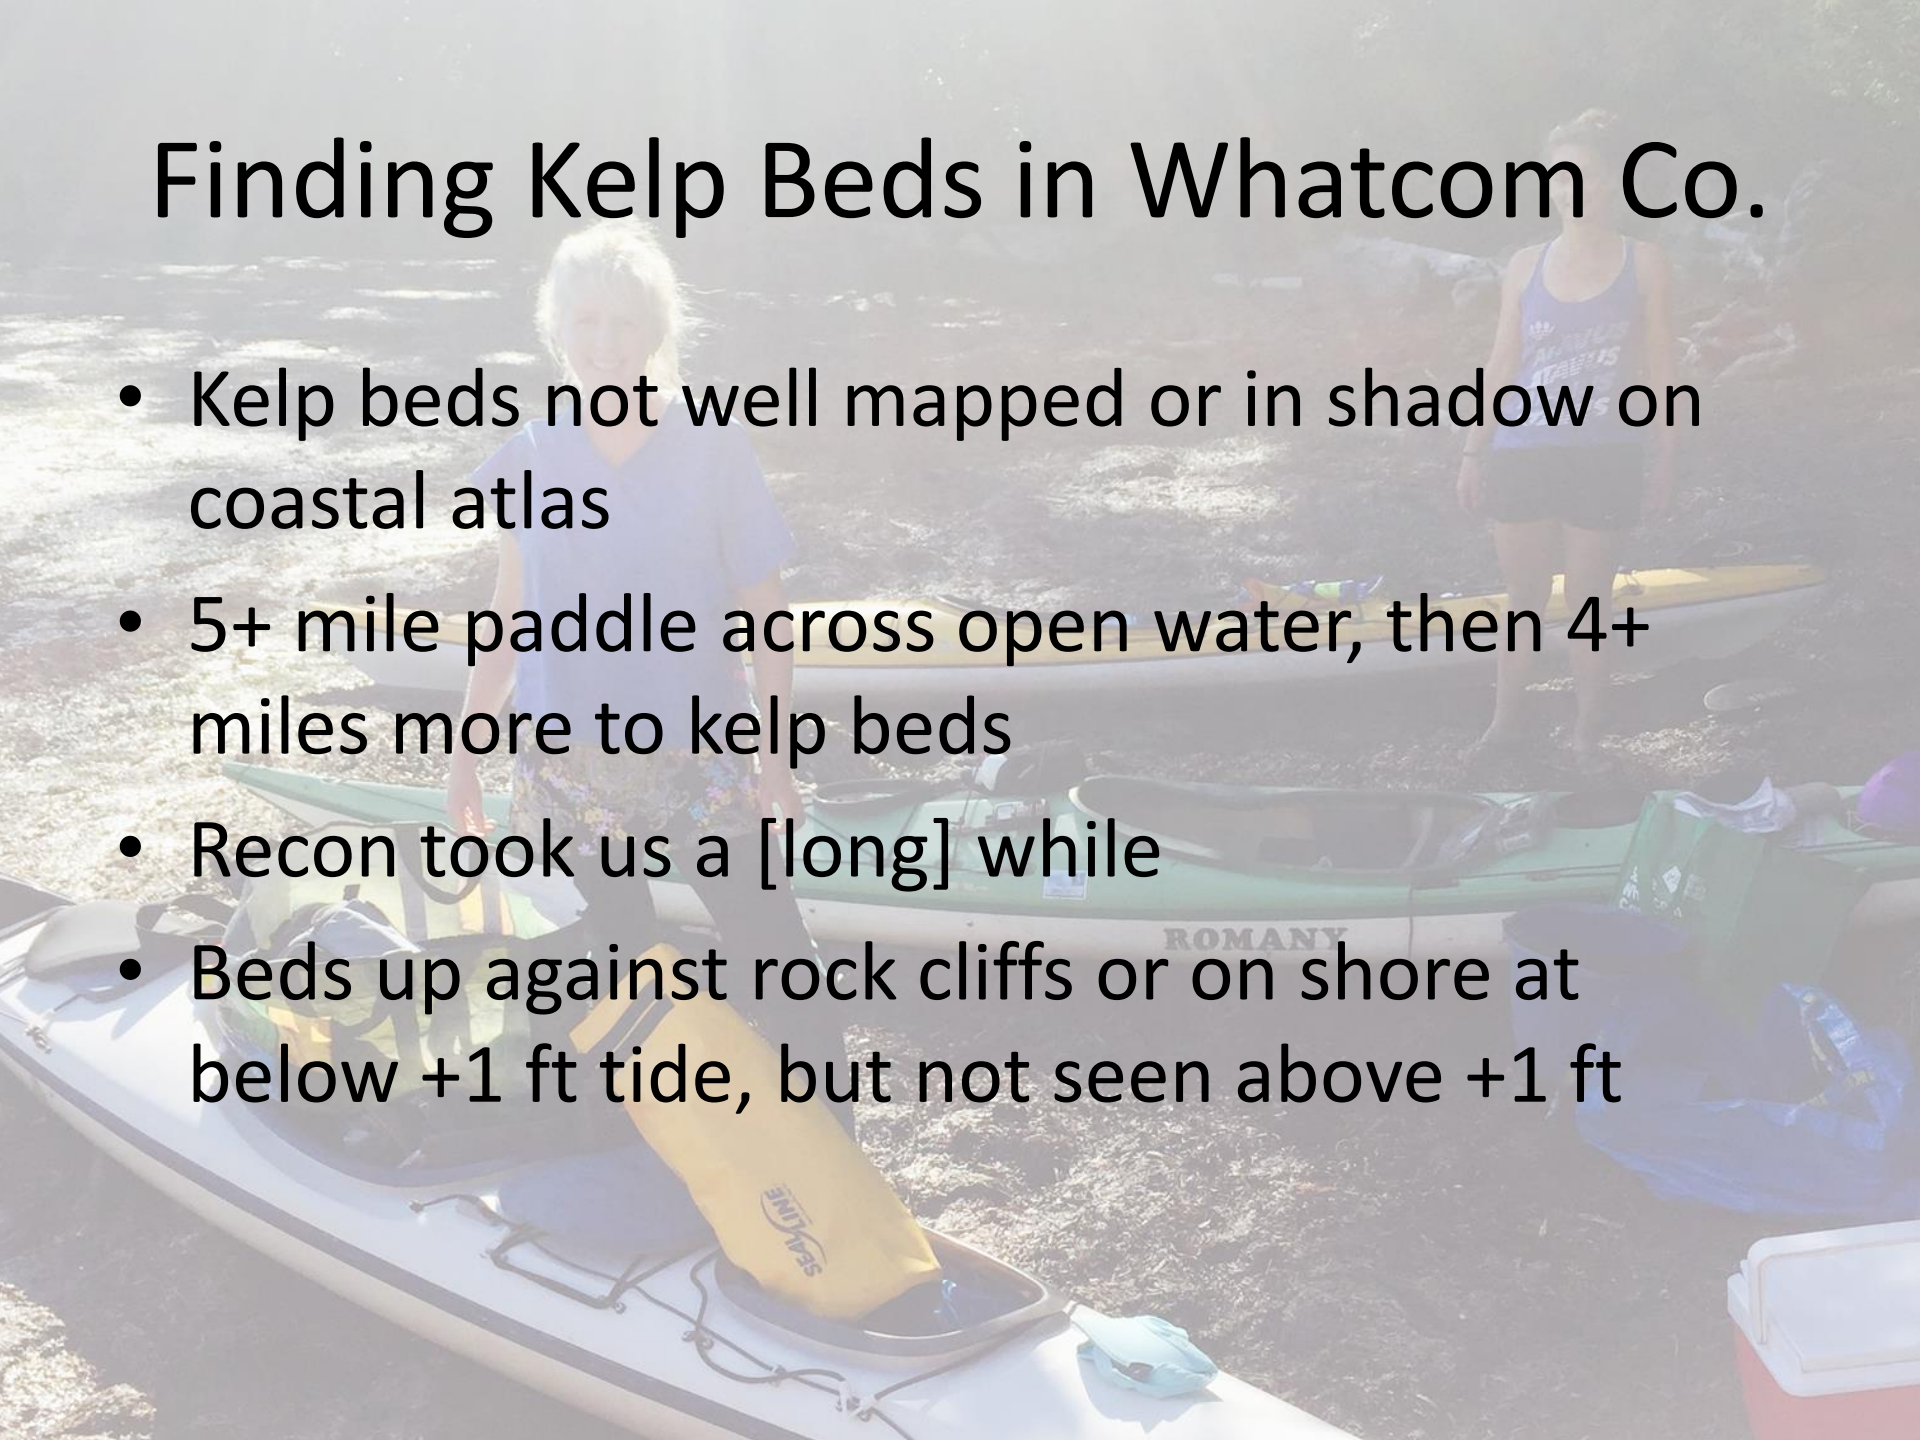 Finding Kelp Beds in Whatcom Co.
• Kelp beds not well mapped or in shadow on
coastal atlas
• 5+ mile paddle across open water, then 4+
miles more to kelp beds
• Recon took us a [long] while
• Beds up against rock cliffs or on shore at
below +1 ft tide, but not seen above +1 ft
ROMANY
SEALLINE